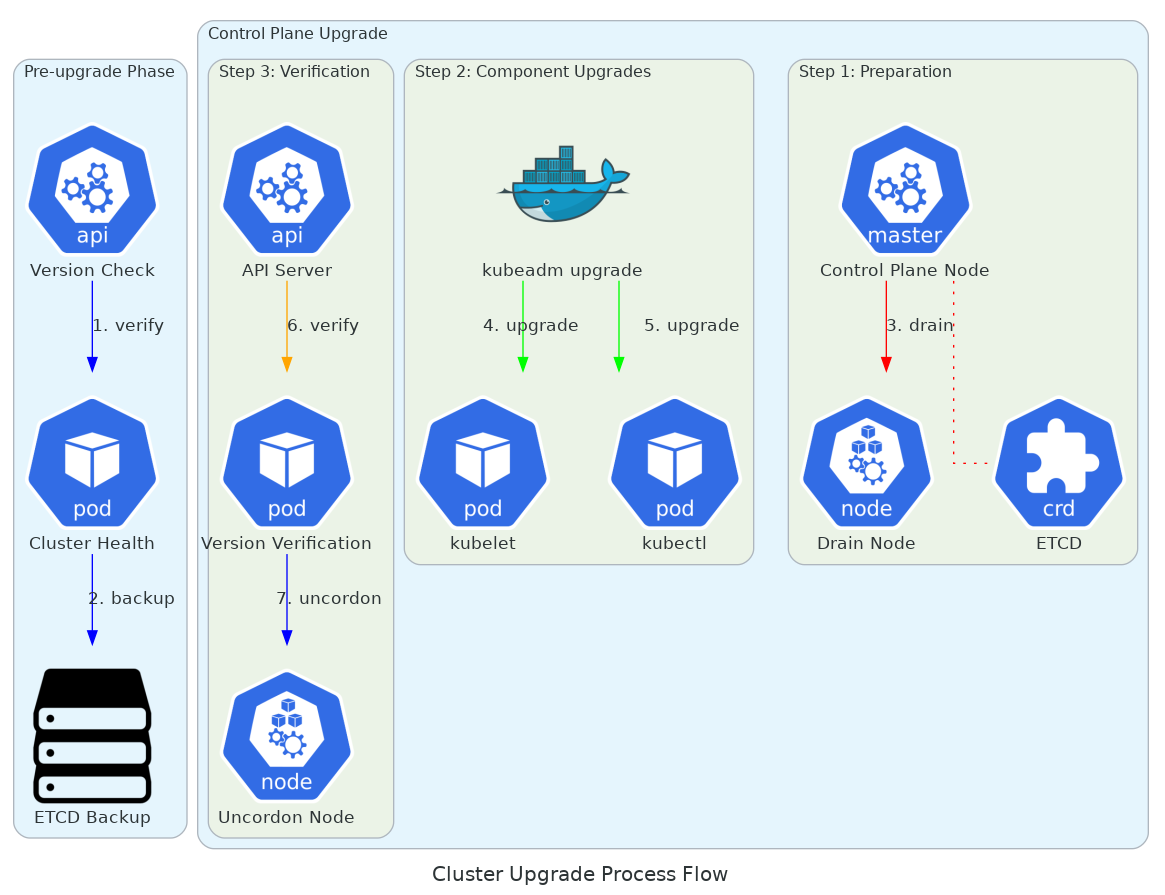 Control Plane Upgrade
Pre-upgrade Phase
Step 3: Verification
Step 2: Component Upgrades
Step 1: Preparation
api
Version Check
1. verify
pod
Cluster Health
2. backup
ETCD Backup
api
API Server
6. verify
pod
Version Verification
7. uncordon
node
Uncordon Node
kubeadm upgrade
4. upgrade
5. upgrade
pod
kubelet
pod
kubectl
master
Control Plane Node
3. drain
node
Drain Node
crd
ETCD
Cluster Upgrade Process Flow